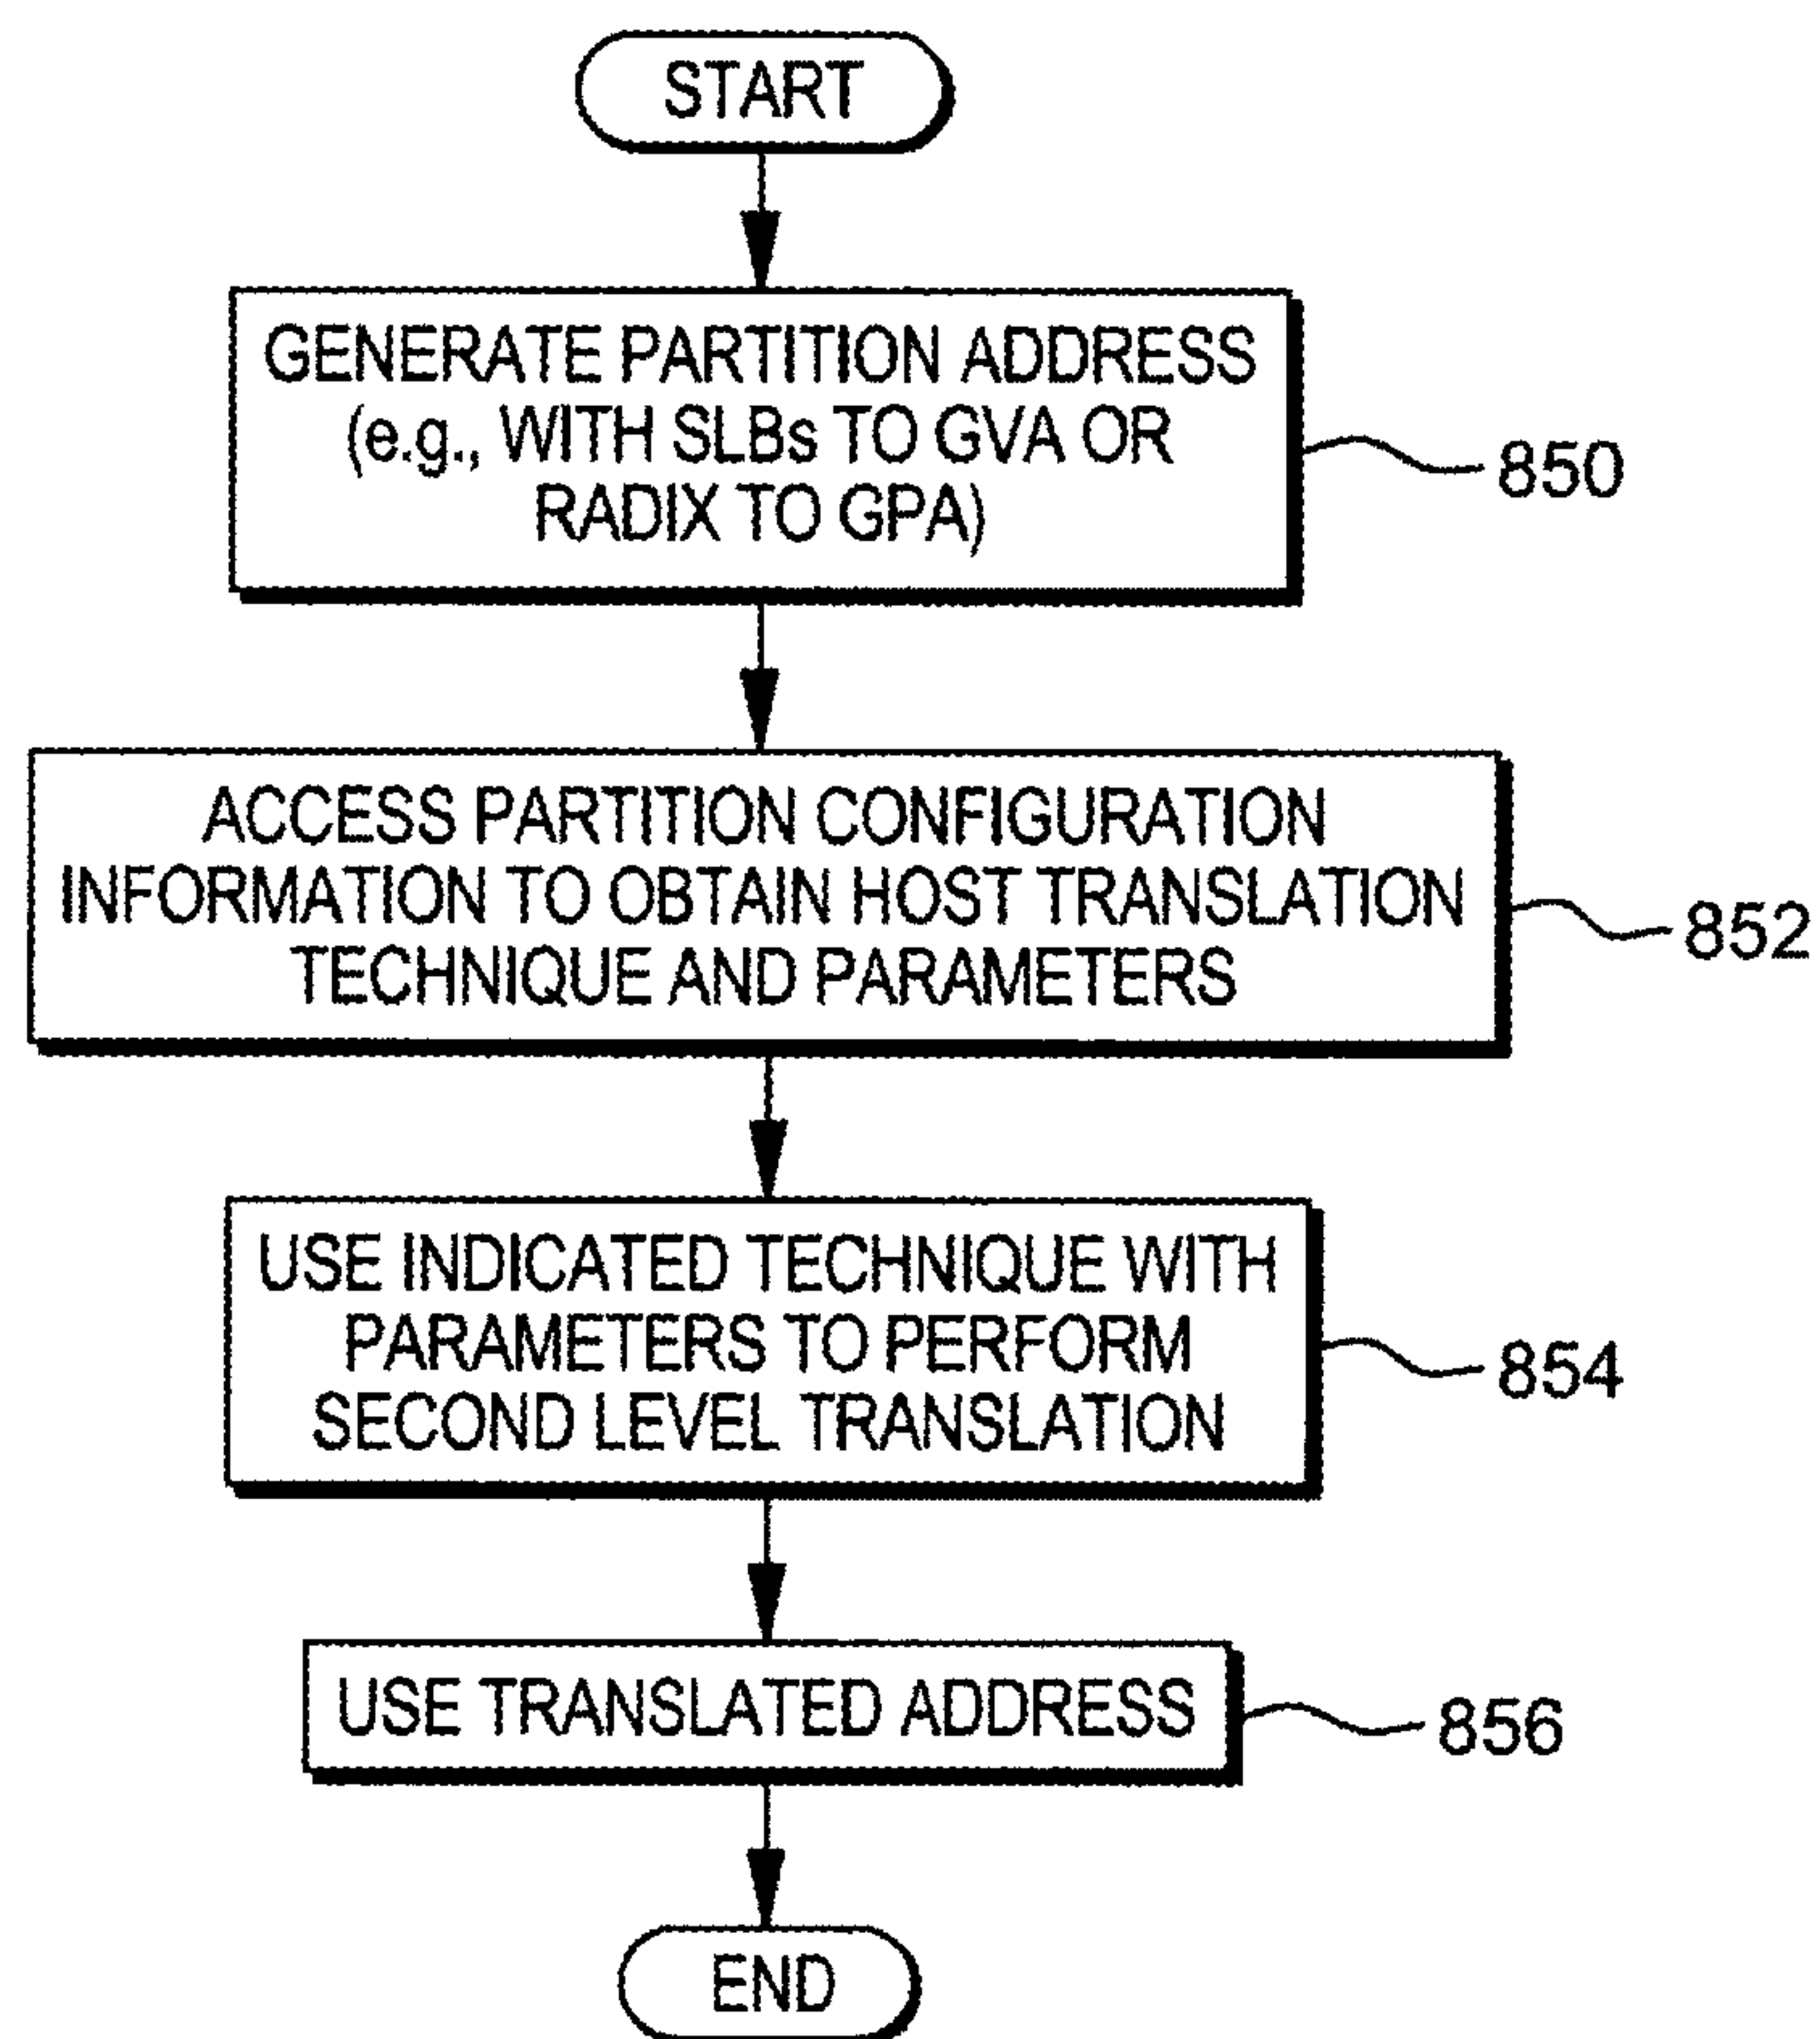 START
GENERATE PARTITION ADDRESS
(e.g., WITH SLBs TO GVA OR
RADIX TO GPA)
850
ACCESS PARTITION CONFIGURATION
INFORMATION TO OBTAIN HOST TRANSLATION
TECHNIQUE AND PARAMETERS
852
USE INDICATED TECHNIQUE WITH
PARAMETERS TO PERFORM
SECOND LEVEL TRANSLATION
854
USE TRANSLATED ADDRESS
856
END